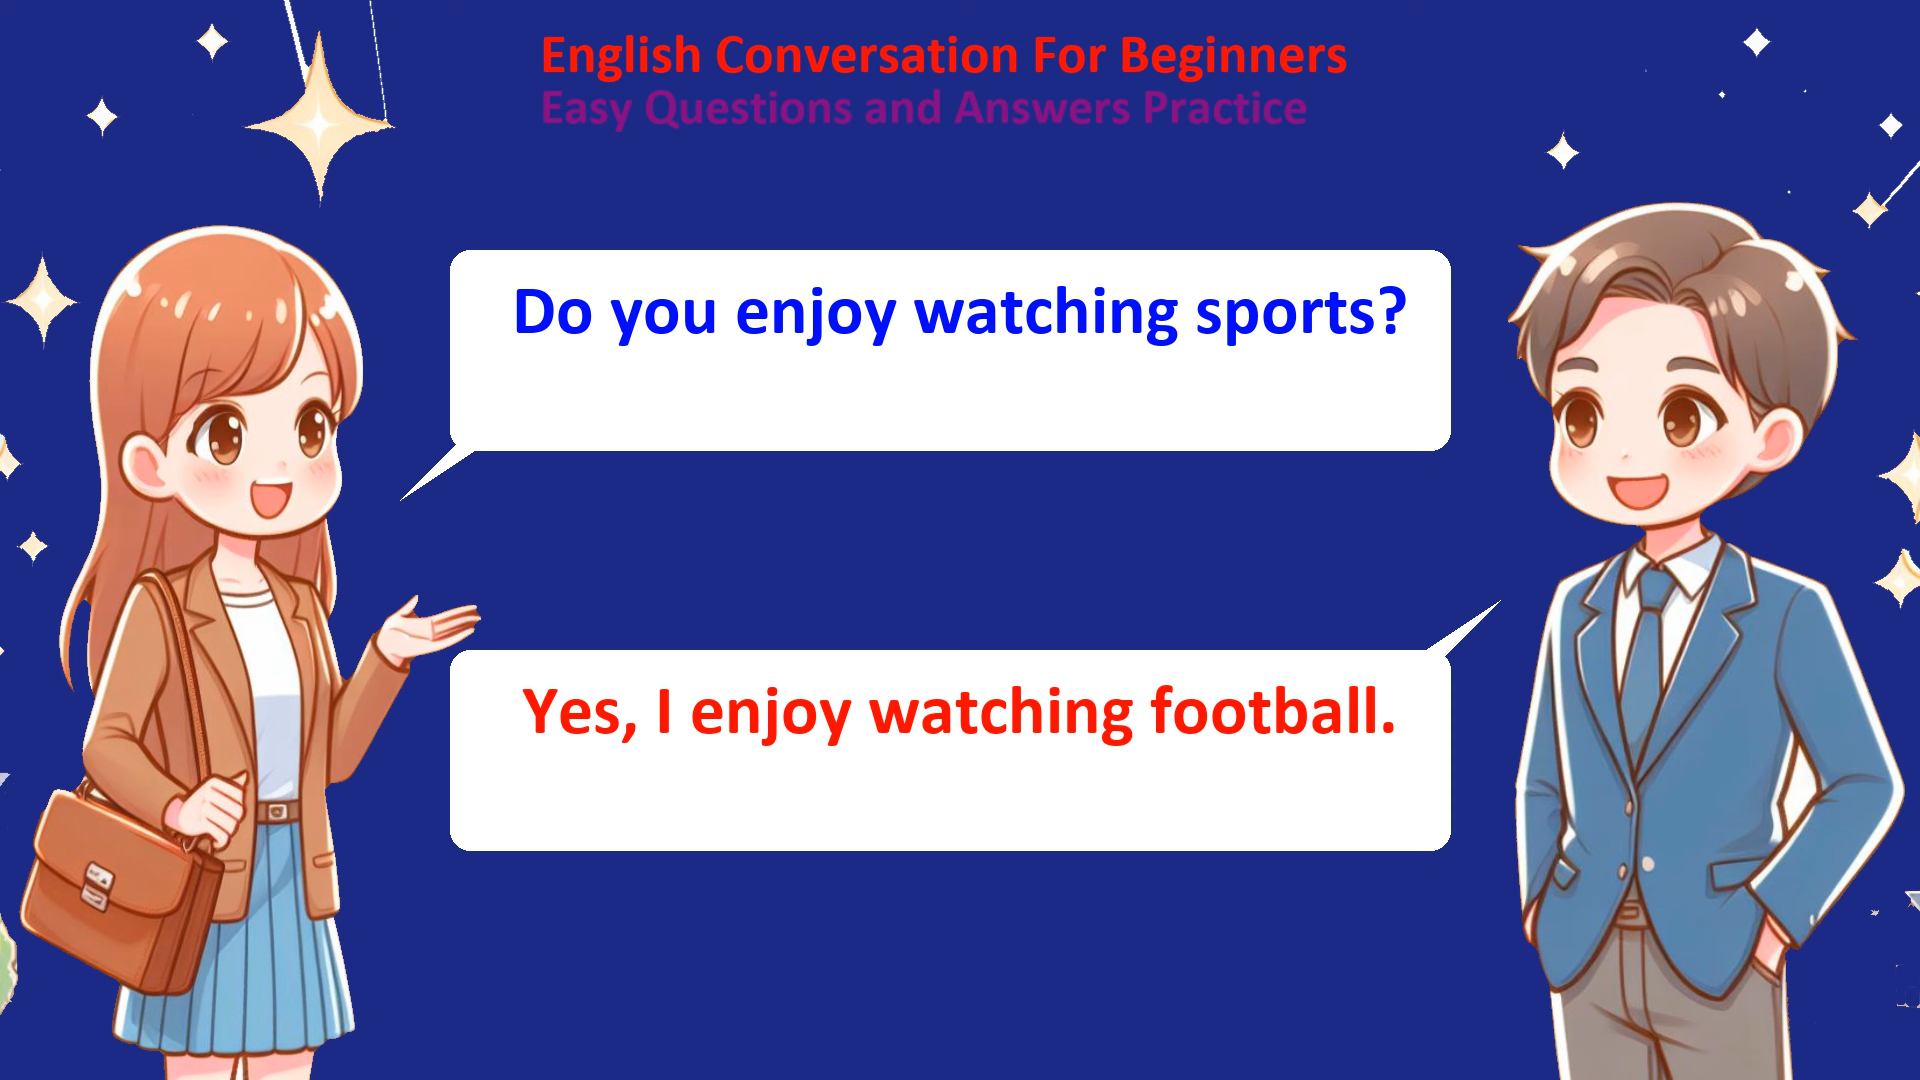 English Conversation For Beginners
Easy Questions and Answers Practice
Do you enjoy watching sports?
Yes, I enjoy watching football.